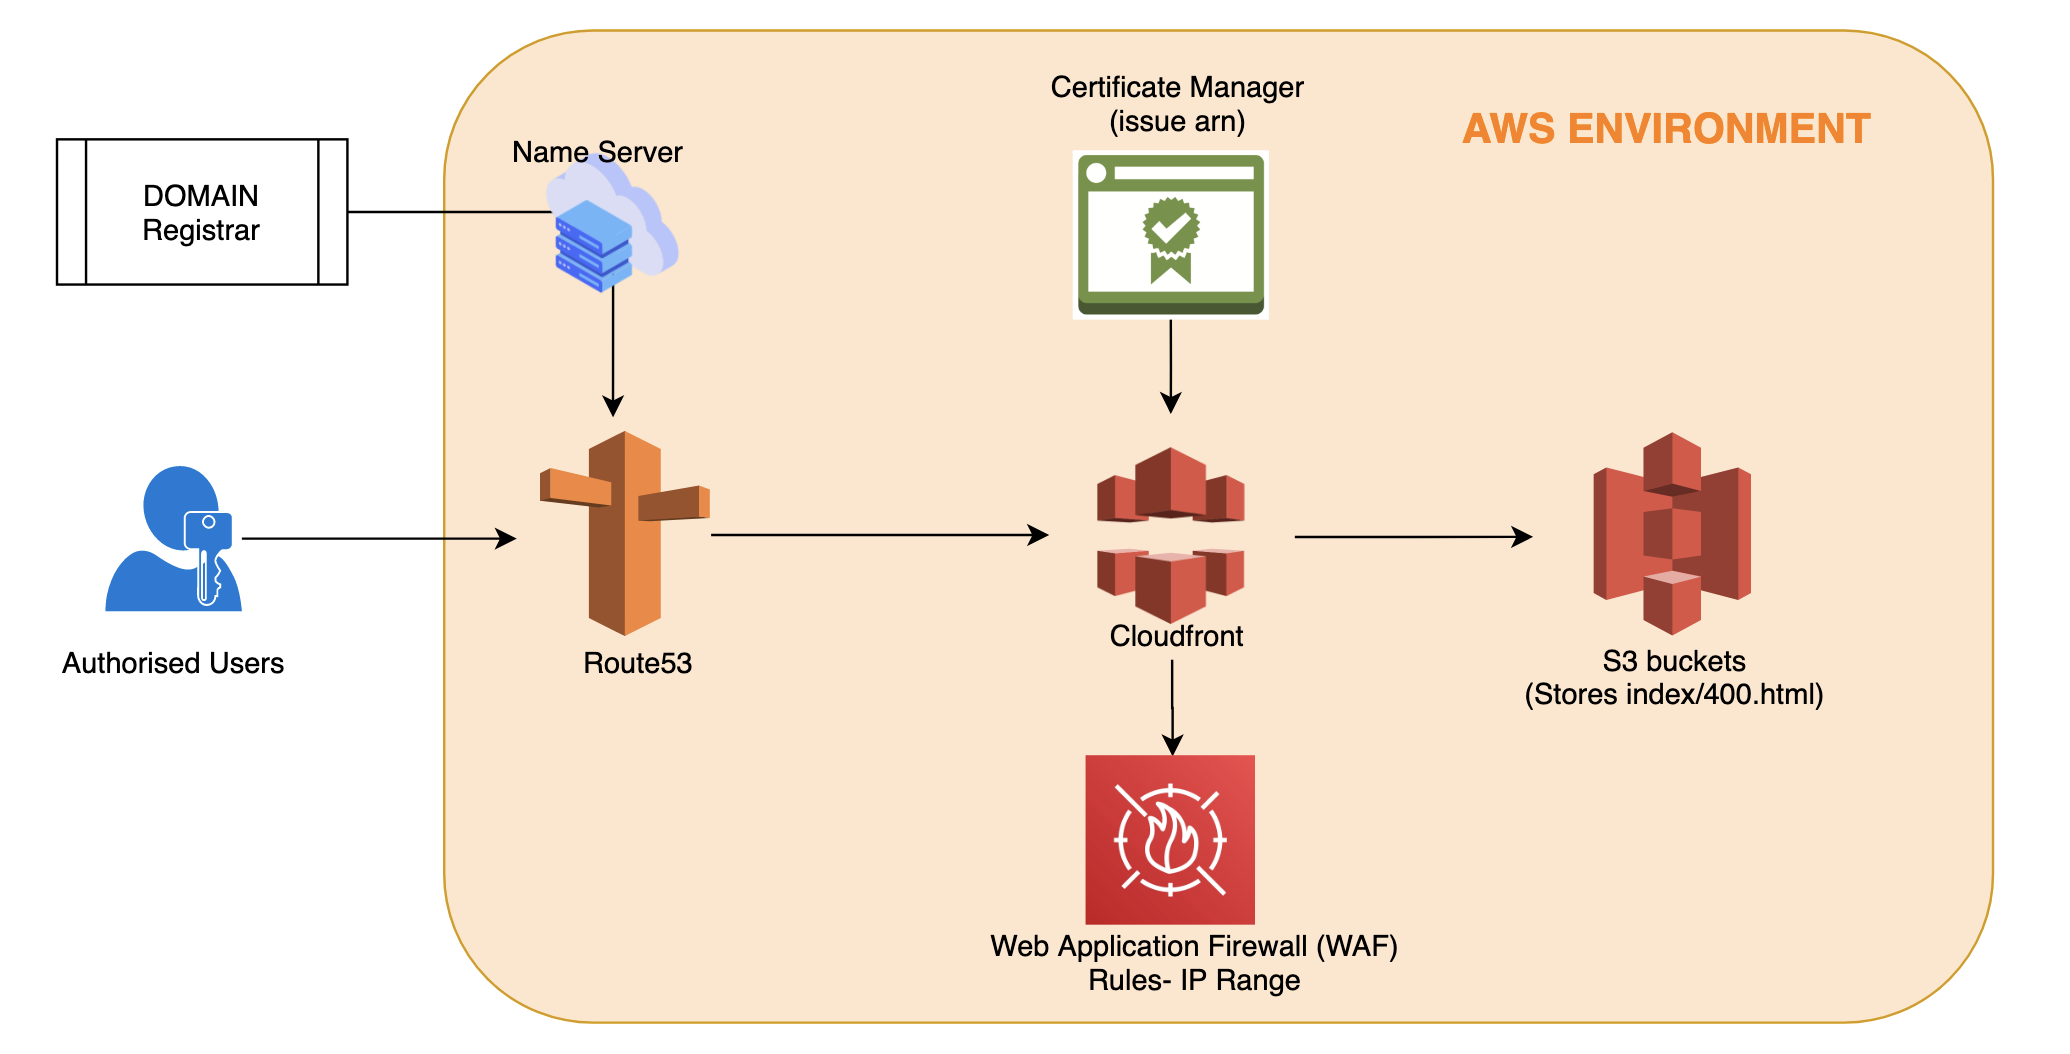 Certificate Manager
(issue arn)
AWS ENVIRONMENT
Name Server
DOMAIN
Registrar
Authorised Users
Route53
Cloudfront
S3 buckets
(Stores index/400.html)
Web Application Firewall (WAF)
Rules- IP Range